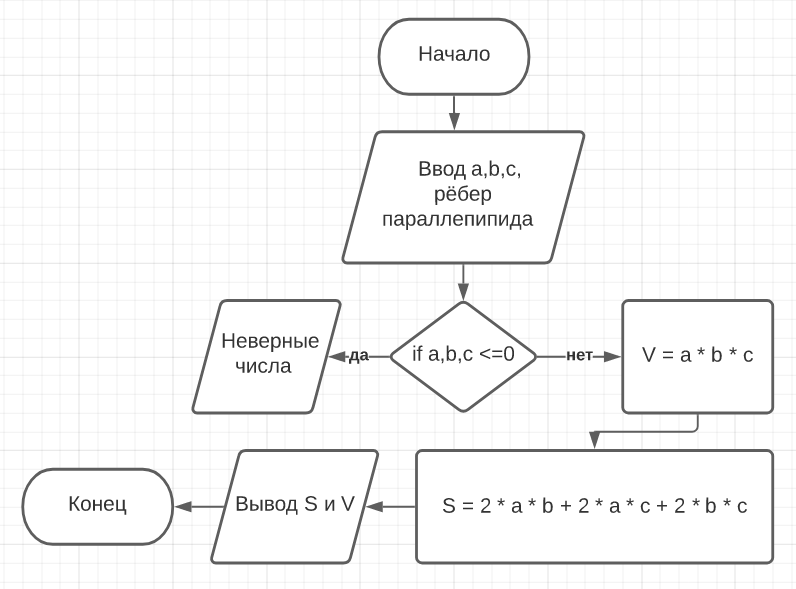 Начало
Ввод a,b,c,
рёбер
параллепипида
Неверные
числа
да
if a,b,c <=0
нет
V = a * b * c
S = 2 * a * b + 2 * a * c + 2 * b * c
Вывод S и V
Конец